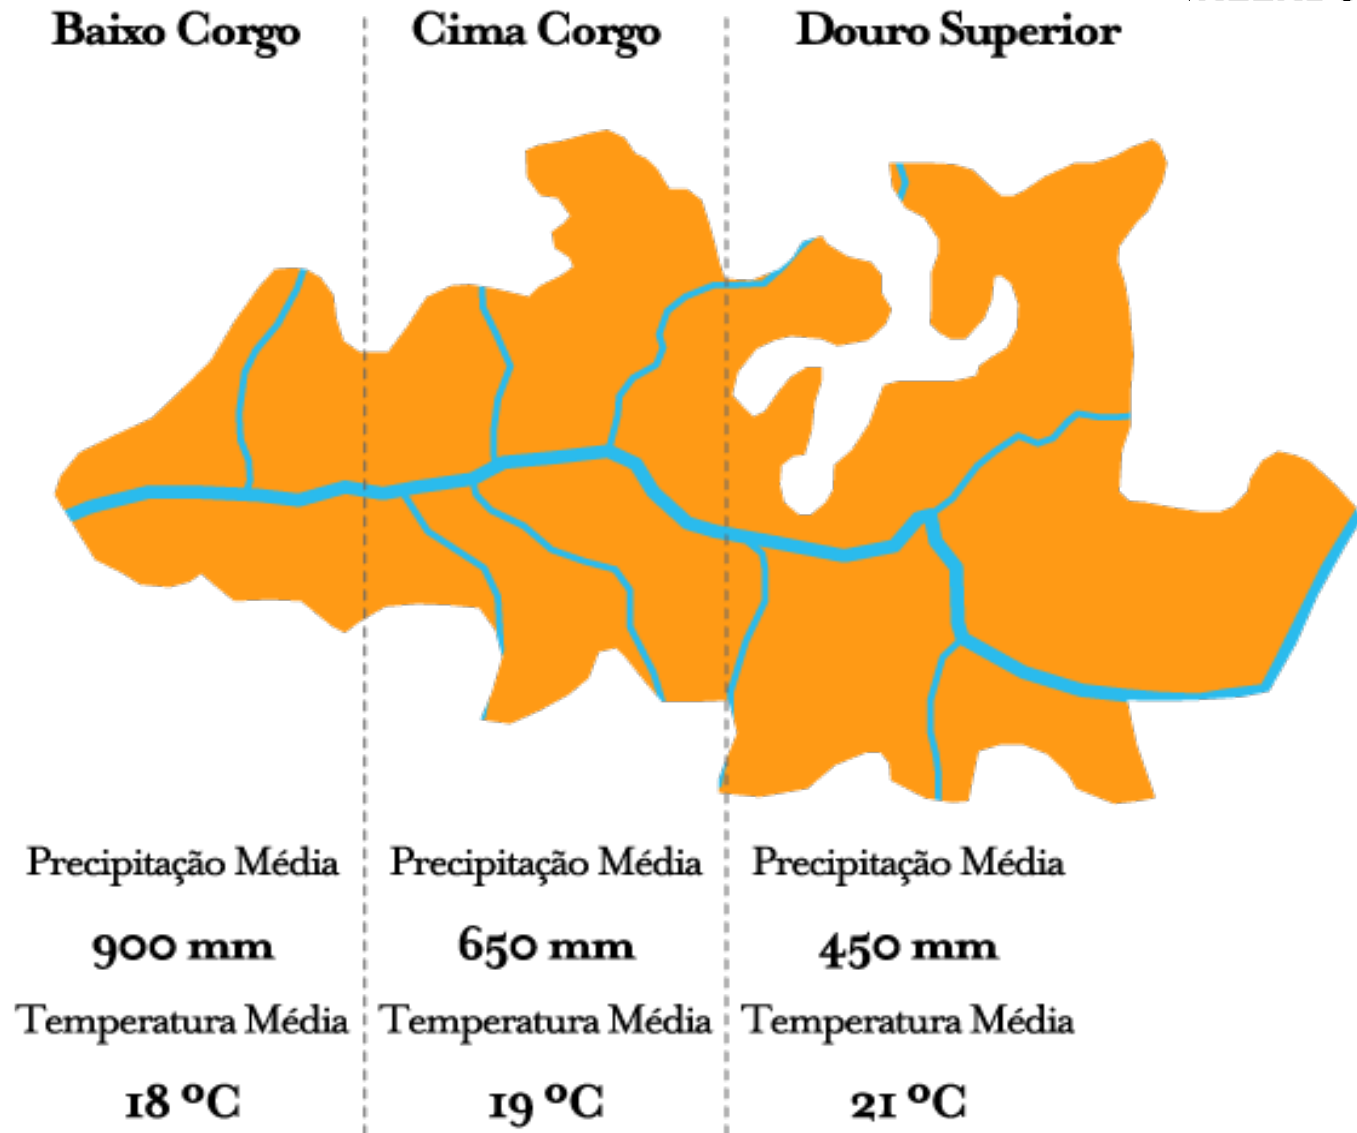 Baixo Corgo
Cima Corgo
Douro Superior
Precipitação Média
Precipitação Média
Precipitação Média
900 mm
650 mm
450 mm
Temperatura Média
Temperatura Média
Temperatura Média
18 ºC
19 ºC
21 ºC